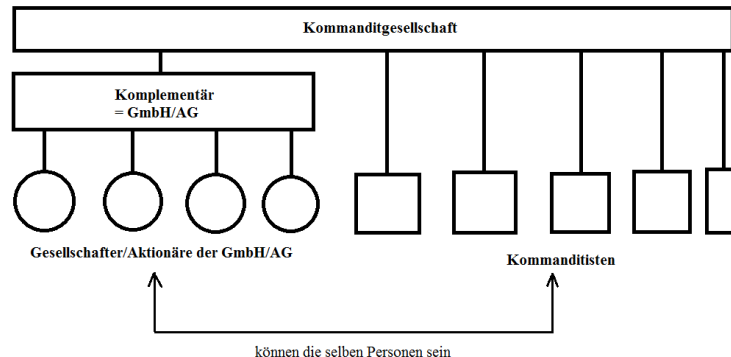 Kommanditgesellschaft
Komplementär
= GmbH/AG
Gesellschafter/Aktionäre der GmbH/AG
Kommanditisten
können die selben Personen sein